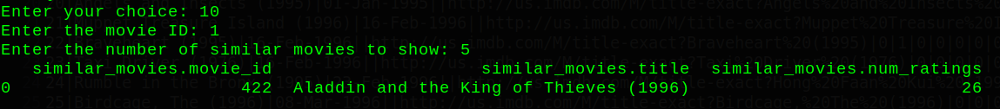 Enter your choice: 10
Enter the movie ID: 1
Enter the number of similar movies to show: 5
similar_movies.movie_id similar_movies.title similar_movies.num_ratings
0 422 Aladdin and the King of Thieves (1996) 26